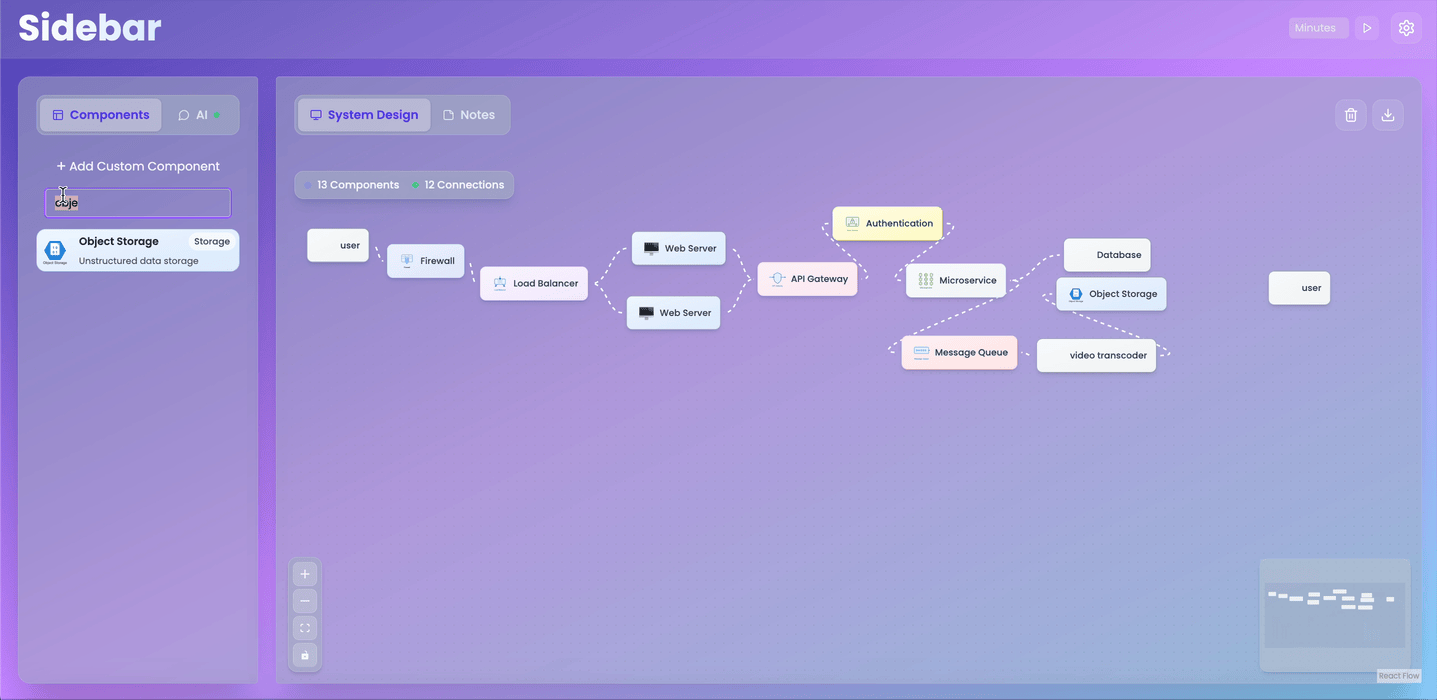 Sidebar
Minutes
Components
AI
+ Add Custom Component
obje
Object Storage
Storage
Unstructured data storage
Object Storage
System Design
Notes
13 Components
12 Connections
user
Firewall
Load Balancer
Web Server
Web Server
API Gateway
Authentication
Microservice
Database
Object Storage
Message Queue
video transcoder
user
React Flow